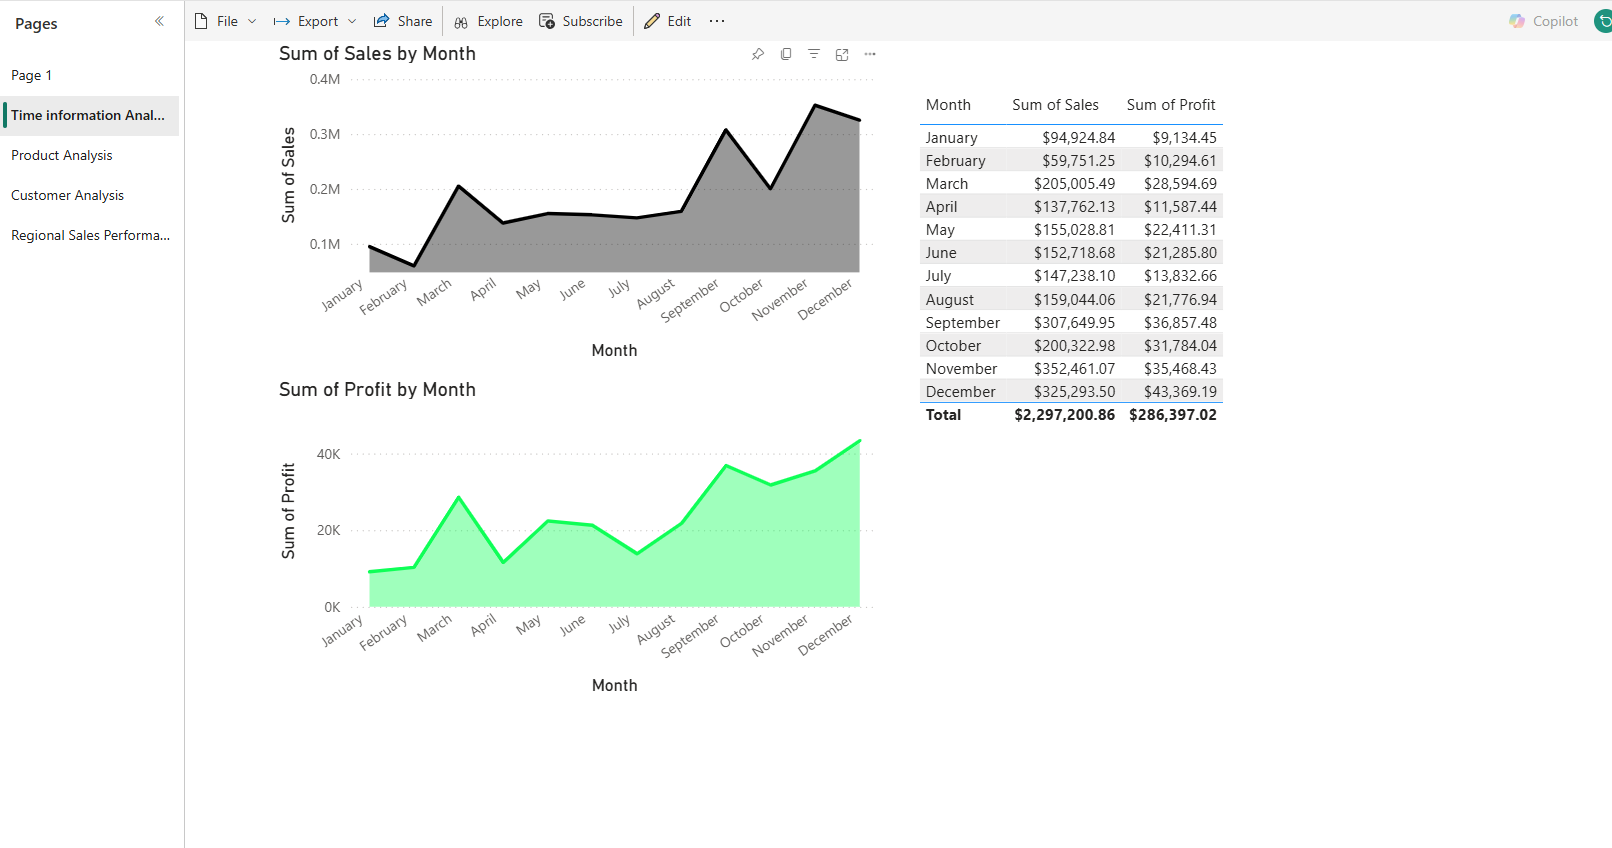 Pages
Page 1
Time information Anal...
Product Analysis
Customer Analysis
Regional Sales Performa...
File Export Share Explore Subscribe Edit ... Copilot
Sum of Sales by Month
Sum of Sales
0.4M
0.3M
0.2M
0.1M
January February March April May June July August September October November December
Month
Sum of Profit by Month
Sum of Profit
40K
20K
0K
January February March April May June July August September October November December
Month
Month Sum of Sales Sum of Profit
January $94,924.84 $9,134.45
February $59,751.25 $10,294.61
March $205,005.49 $28,594.69
April $137,762.13 $11,587.44
May $155,028.81 $22,411.31
June $152,718.68 $21,285.80
July $147,238.10 $13,832.66
August $159,044.06 $21,776.94
September $307,649.95 $36,857.48
October $200,322.98 $31,784.04
November $352,461.07 $35,468.43
December $325,293.50 $43,369.19
Total $2,297,200.86 $286,397.02